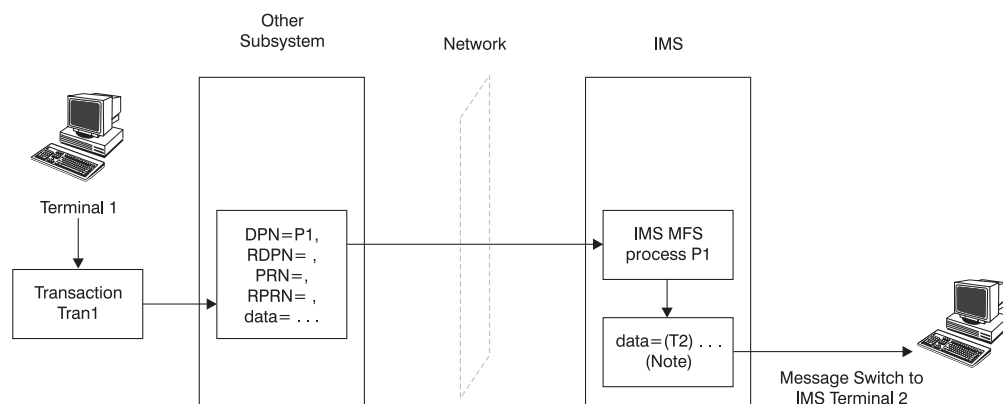 Other
Subsystem
Network
IMS
Terminal 1
Transaction
Tran1
DPN=P1,
RDPN= ,
PRN=,
RPRN= ,
data= . . .
IMS MFS
process P1
data=(T2) . . .
(Note)
Message Switch to
IMS Terminal 2